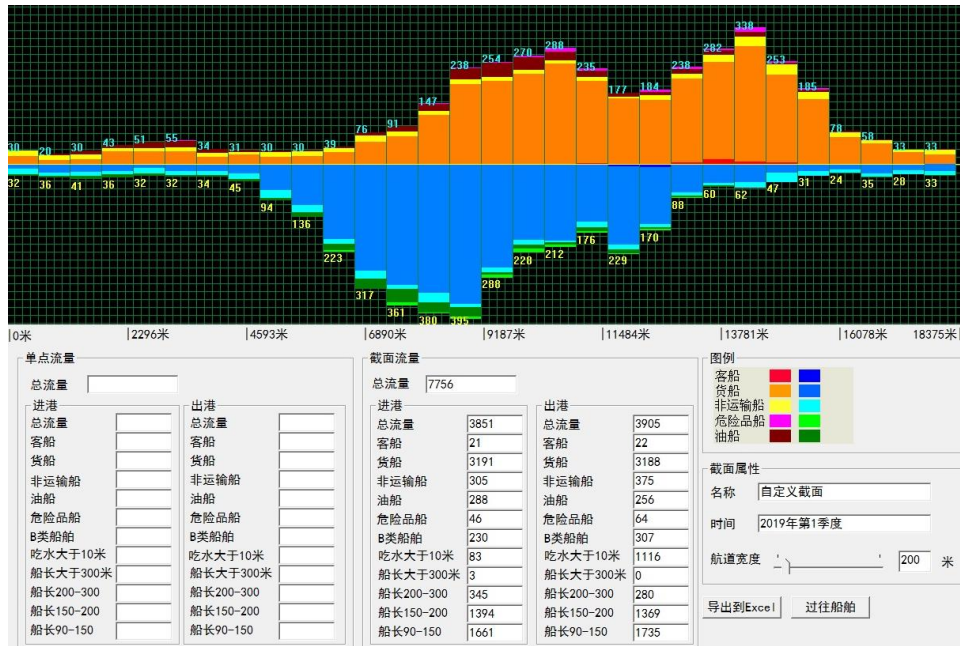 30 20 30 43 51 55 34 31 30 30 39 76 91 147 238 254 270 288 235 177 184 238 282 338 253 185 78 58 33 33
32 36 41 36 32 32 34 45 94 136 223 317 361 380 395 288 220 212 176 229 170 88 60 62 47 31 24 35 28 33
0米 2296米 4593米 6890米 9187米 11484米 13781米 16078米 18375米
单点流量
总流量
进港
总流量
客船
货船
非运输船
油船
危险品船
B类船舶
吃水大于10米
船长大于300米
船长200-300
船长150-200
船长90-150
出港
总流量
客船
货船
非运输船
油船
危险品船
B类船舶
吃水大于10米
船长大于300米
船长200-300
船长150-200
船长90-150
截面流量
总流量 7756
进港
总流量 3851
客船 21
货船 3191
非运输船 305
油船 288
危险品船 46
B类船舶 230
吃水大于10米 83
船长大于300米 3
船长200-300 345
船长150-200 1394
船长90-150 1661
出港
总流量 3905
客船 22
货船 3188
非运输船 375
油船 256
危险品船 64
B类船舶 307
吃水大于10米 1116
船长大于300米 0
船长200-300 280
船长150-200 1369
船长90-150 1735
图例
客船
货船
非运输船
危险品船
油船
截面属性
名称 自定义截面
时间 2019年第1季度
航道宽度 200 米
导出到Excel 过往船舶